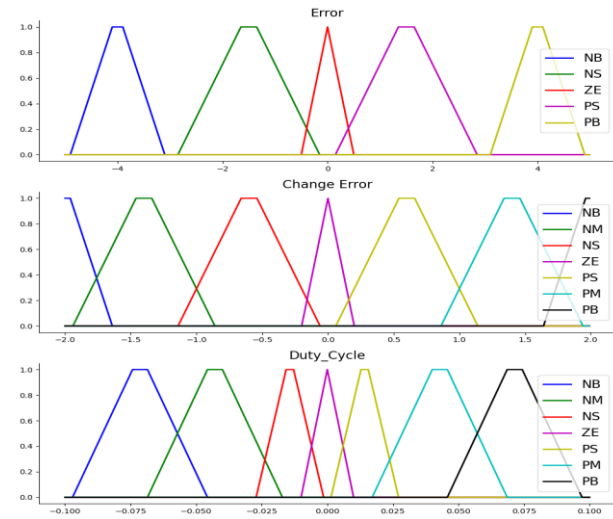 Error
1.0
0.8
0.6
0.4
0.2
0.0
NB
NS
ZE
PS
PB
−4 −2 0 2 4
Change Error
1.0
0.8
0.6
0.4
0.2
0.0
NB
NM
NS
ZE
PS
PM
PB
−2.0 −1.5 −1.0 −0.5 0.0 0.5 1.0 1.5 2.0
Duty_Cycle
1.0
0.8
0.6
0.4
0.2
0.0
NB
NM
NS
ZE
PS
PM
PB
−0.100 −0.075 −0.050 −0.025 0.000 0.025 0.050 0.075 0.100